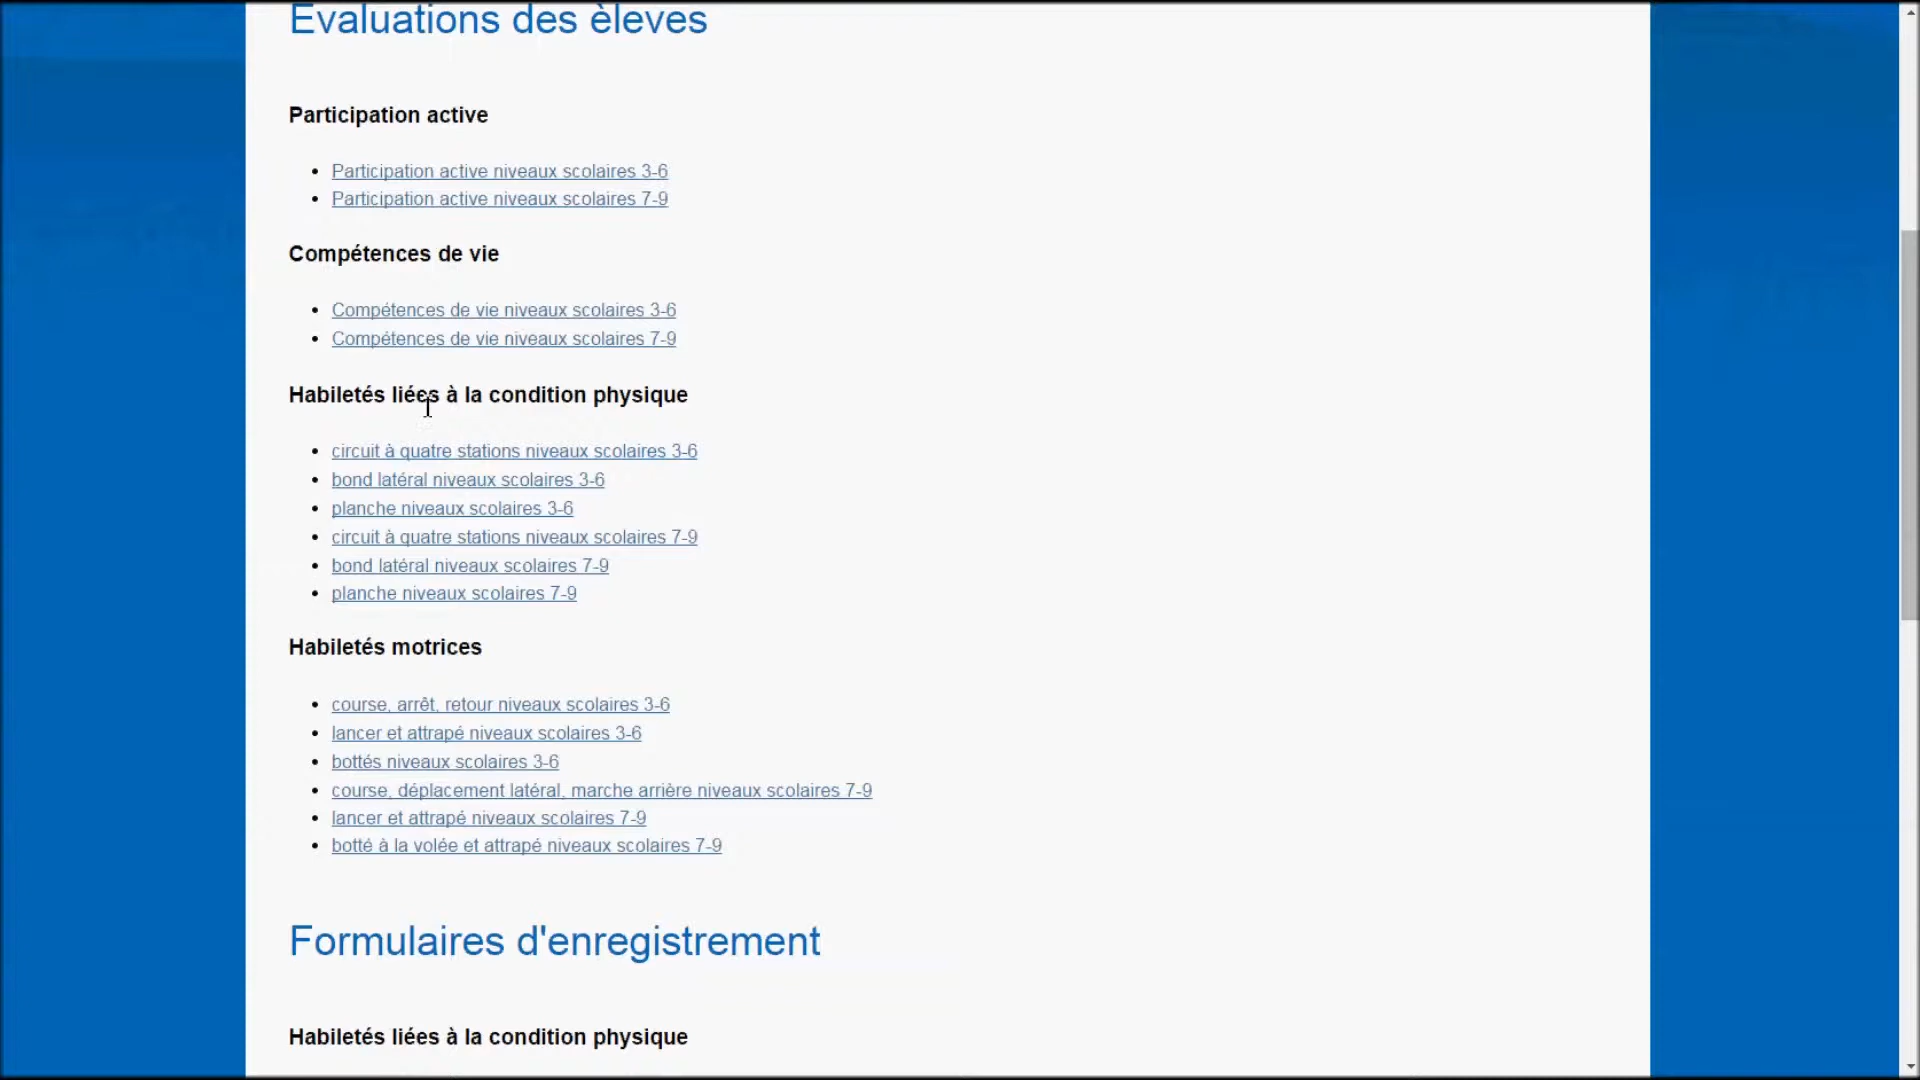 Évaluations des èleves
Participation active
Participation active niveaux scolaires 3-6
Participation active niveaux scolaires 7-9
Compétences de vie
Compétences de vie niveaux scolaires 3-6
Compétences de vie niveaux scolaires 7-9
Habiletés liées à la condition physique
circuit à quatre stations niveaux scolaires 3-6
bond latéral niveaux scolaires 3-6
planche niveaux scolaires 3-6
circuit à quatre stations niveaux scolaires 7-9
bond latéral niveaux scolaires 7-9
planche niveaux scolaires 7-9
Habiletés motrices
course, arrêt, retour niveaux scolaires 3-6
lancer et attrapé niveaux scolaires 3-6
bottés niveaux scolaires 3-6
course, déplacement latéral, marche arrière niveaux scolaires 7-9
lancer et attrapé niveaux scolaires 7-9
botté à la volée et attrapé niveaux scolaires 7-9
Formulaires d'enregistrement
Habiletés liées à la condition physique